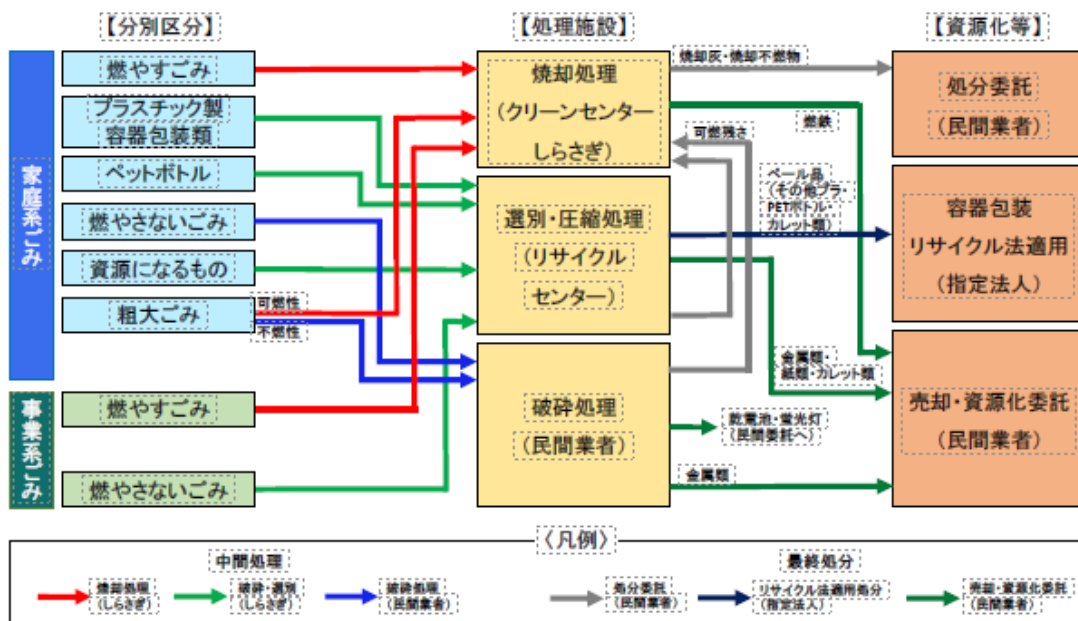 【分別区分】
【処理施設】
【資源化等】
家庭系ごみ
燃やすごみ
プラスチック製
容器包装類
ペットボトル
燃やさないごみ
資源になるもの
粗大ごみ
可燃性
不燃性
事業系ごみ
燃やすごみ
燃やさないごみ
焼却処理
(クリーンセンター
しらさぎ)
選別・圧縮処理
(リサイクル
センター)
破砕処理
(民間業者)
焼却灰・焼却不燃物
燃鉄
可燃残さ
ベール品
(その他プラ・
PETボトル・
カレット類)
金属類・
紙類・カレット類
乾電池・蛍光灯
(民間委託へ)
金属類
処分委託
(民間業者)
容器包装
リサイクル法適用
(指定法人)
売却・資源化委託
(民間業者)
〈凡例〉
中間処理
最終処分
焼却処理
(しらさぎ)
破砕・選別
(しらさぎ)
破砕処理
(民間業者)
処分委託
(民間業者)
リサイクル法適用処分
(指定法人)
売却・資源化委託
(民間業者)